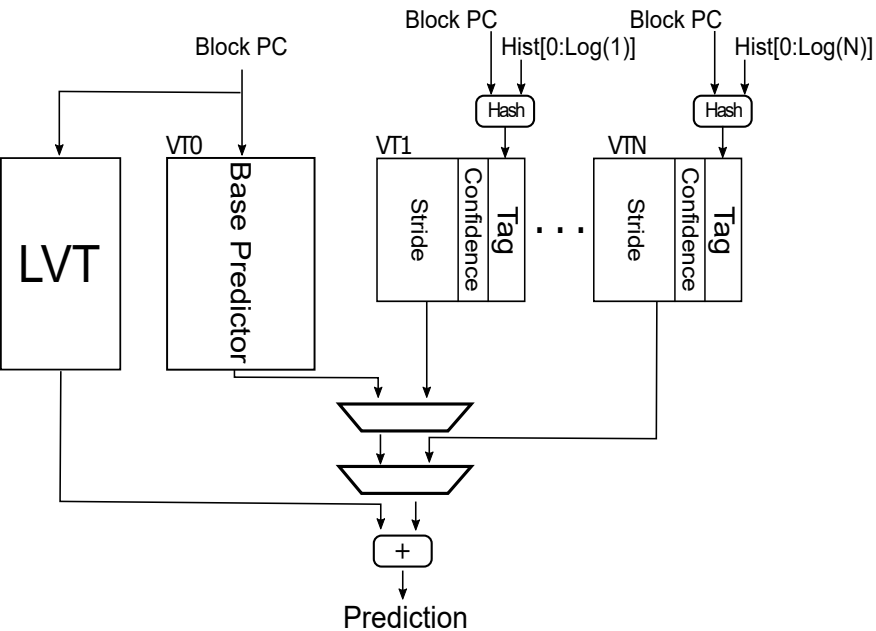 Block PC
Block PC
Block PC
Hist[0:Log(1)]
Hist[0:Log(N)]
Hash
Hash
VT0
VT1
VTN
LVT
Base Predictor
Stride
Confidence
Tag
...
Stride
Confidence
Tag
+
Prediction